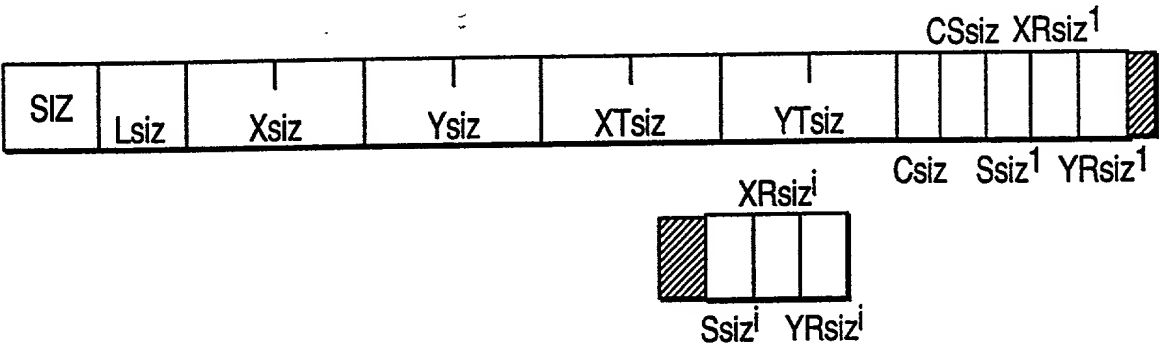 CSsiz XRsiz¹
SIZ Lsiz Xsiz Ysiz XTsiz YTsiz
Csiz Ssiz¹ YRsiz¹
XRsizⁱ
Ssizⁱ YRsizⁱ